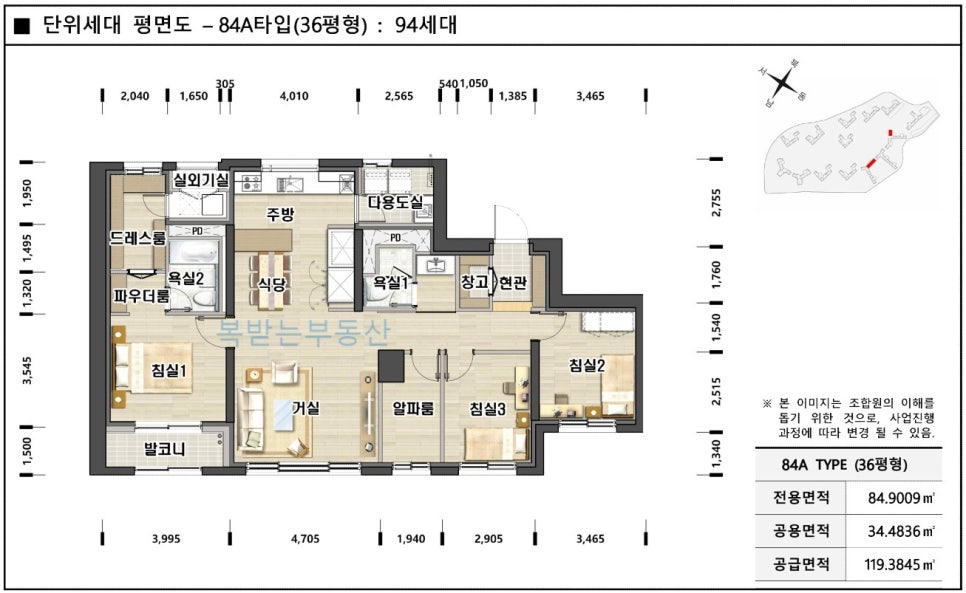 ■ 단위세대 평면도 – 84A타입(36평형) : 94세대
2,040 1,650 305 4,010 2,565 540 1,050 1,385 3,465
북
서
동
남
1,950
1,495
1,320
3,545
1,500
2,755
1,760
1,540
2,515
1,340
실외기실
주방
다용도실
드레스룸
PD
PD
욕실2
식당
욕실1
창고
현관
파우더룸
복받는부동산
침실1
침실2
거실
알파룸
침실3
발코니
3,995 4,705 1,940 2,905 3,465
※ 본 이미지는 조합원의 이해를
돕기 위한 것으로, 사업진행
과정에 따라 변경 될 수 있음.
84A TYPE (36평형)
전용면적 84.9009㎡
공용면적 34.4836㎡
공급면적 119.3845㎡